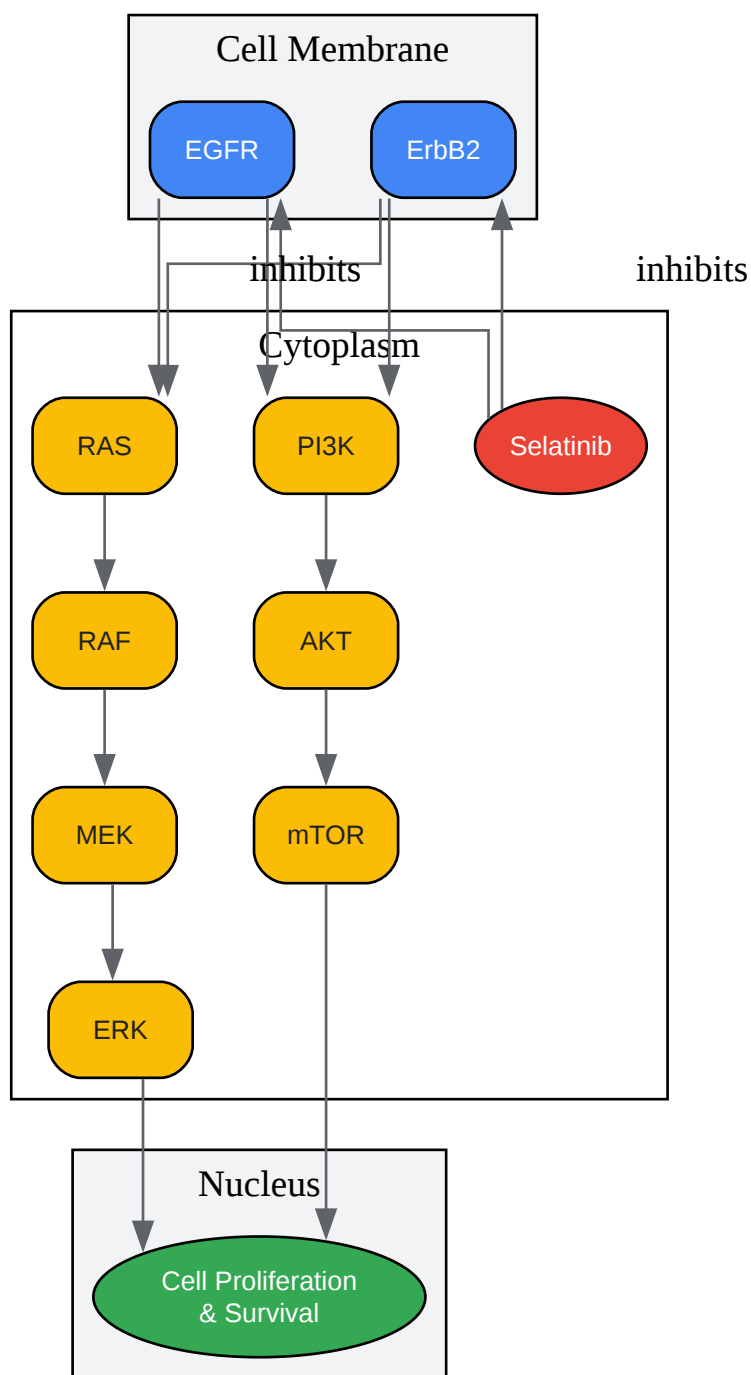 Cell Membrane
EGFR
ErbB2
inhibits
inhibits
Cytoplasm
RAS
PI3K
Selatinib
RAF
AKT
MEK
mTOR
ERK
Nucleus
Cell Proliferation
& Survival